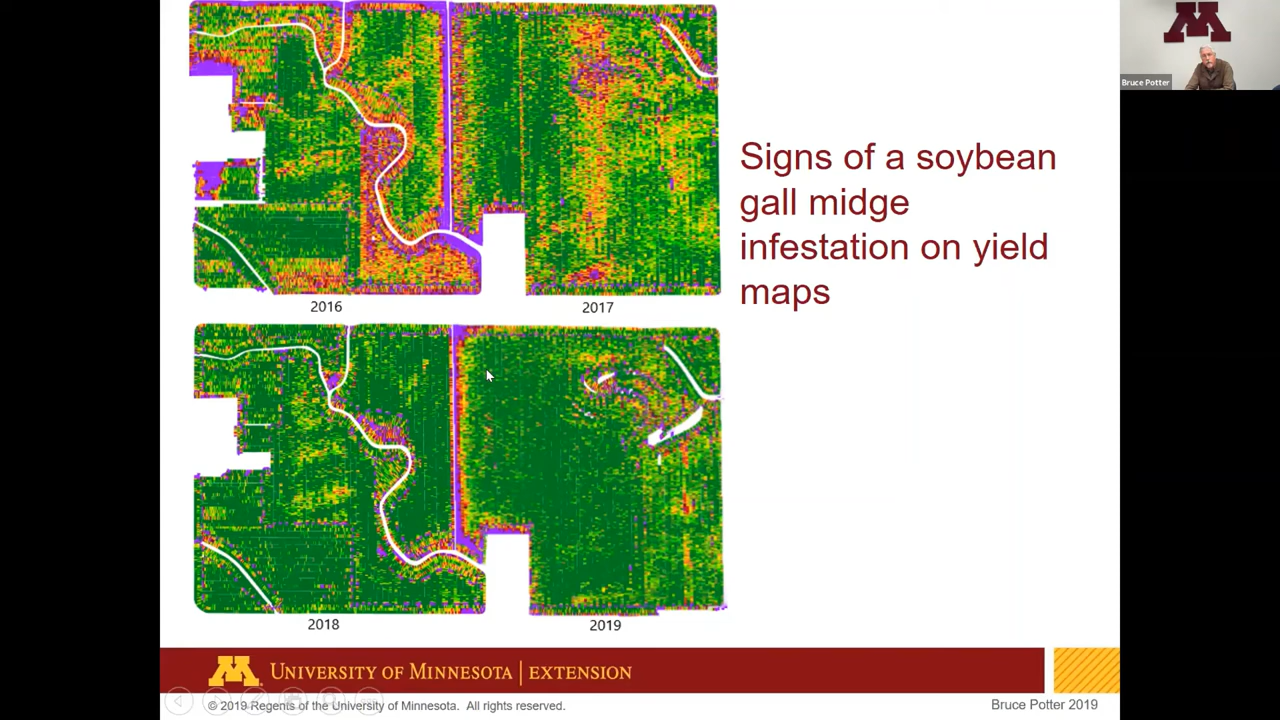 Bruce Potter
Signs of a soybean
gall midge
infestation on yield
maps
2016
2017
2018
2019
UNIVERSITY OF MINNESOTA | EXTENSION
© 2019 Regents of the University of Minnesota. All rights reserved.
Bruce Potter 2019